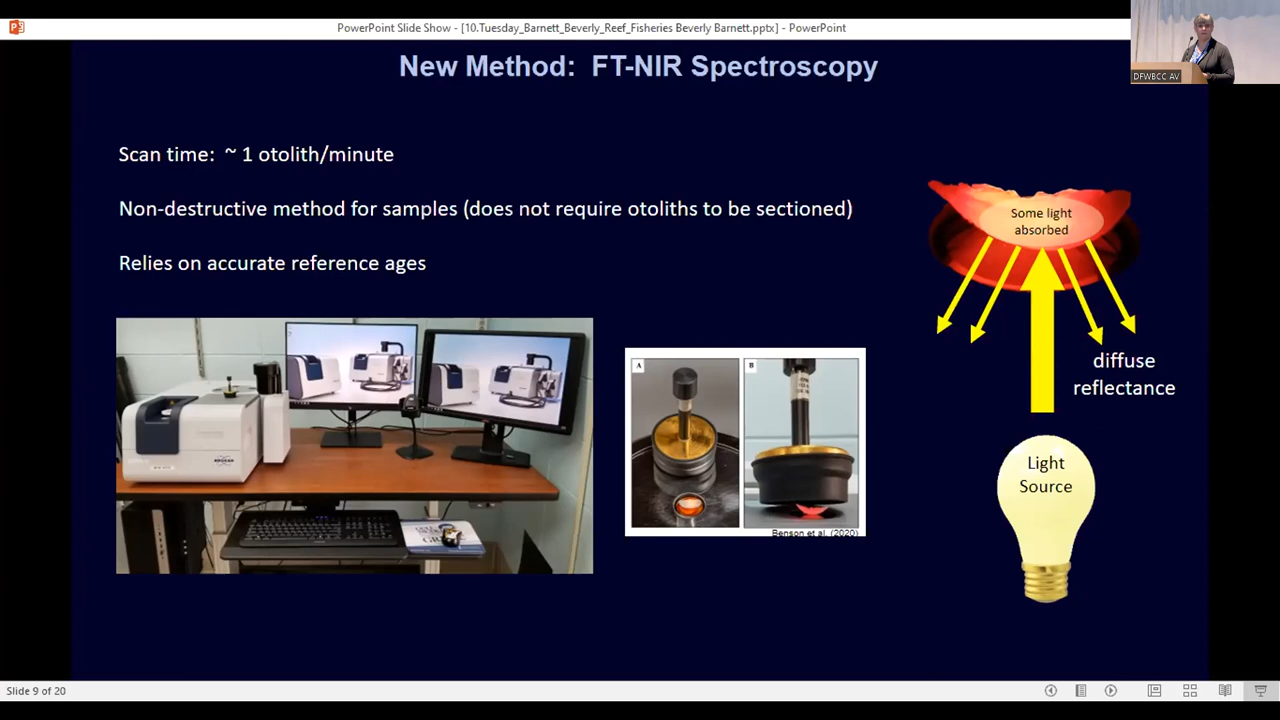 PowerPoint Slide Show - [10.Tuesday_Barnett_Beverly_Reef_Fisheries Beverly Barnett.pptx] - PowerPoint
DFWBCC AV
New Method: FT-NIR Spectroscopy
Scan time: ~ 1 otolith/minute
Non-destructive method for samples (does not require otoliths to be sectioned)
Relies on accurate reference ages
Some light
absorbed
diffuse
reflectance
Light
Source
A
B
Benson et al. (2020)
Slide 9 of 20